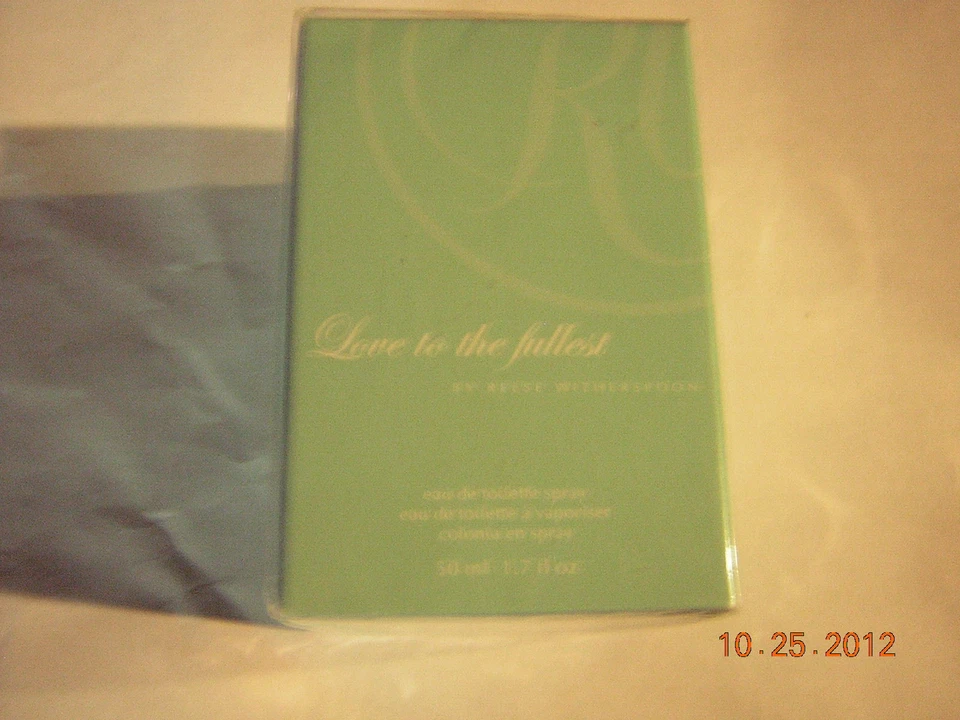 Love to the fullest
BY REESE WITHERSPOON
eau de toilette spray
eau de toilette à vaporiser
colonia en spray
50 ml 1.7 fl oz
10.25.2012